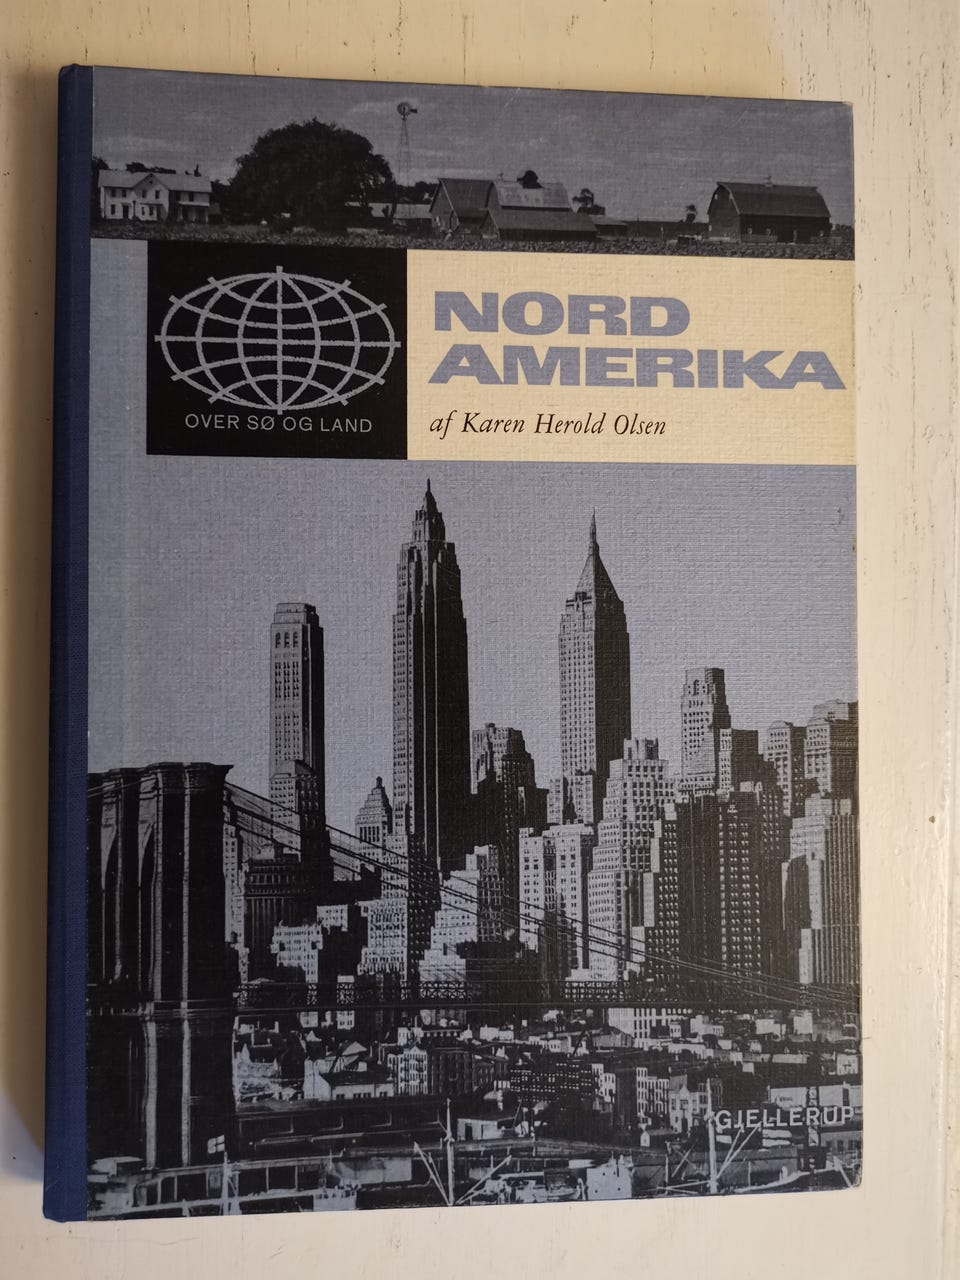 NORD
AMERIKA
af Karen Herold Olsen
OVER SØ OG LAND
GJELLERUP